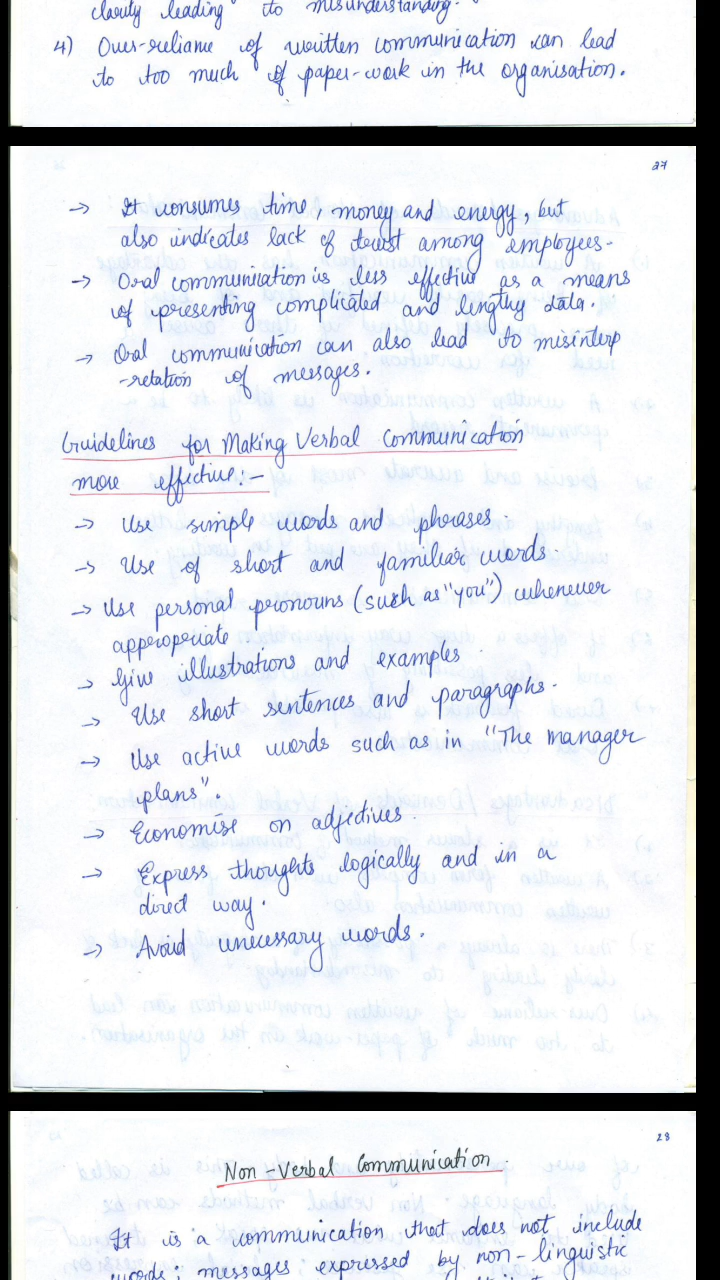 clarity leading to misunderstanding.
4) Over-reliance of written communication can lead
to too much of paper-work in the organisation.
27
→ It consumes time, money and energy, but
also indicates lack of trust among employees.
→ Oral communication is less effective as a means
of presenting complicated and lengthy data.
→ Oral communication can also lead to misinterp
-retation of messages.
Guidelines for Making Verbal Communication
more effective:-
→ Use simple words and phrases.
→ Use of short and familiar words.
→ Use personal pronouns (such as "you") whenever
appropriate
→ Give illustrations and examples.
→ Use short sentences and paragraphs.
→ Use active words such as in "The manager
plans".
→ Economise on adjectives.
→ Express thoughts logically and in a
direct way.
→ Avoid unecessary words.
28
Non-Verbal Communication.
It is a communication that does not include
words; messages expressed by non-linguistic